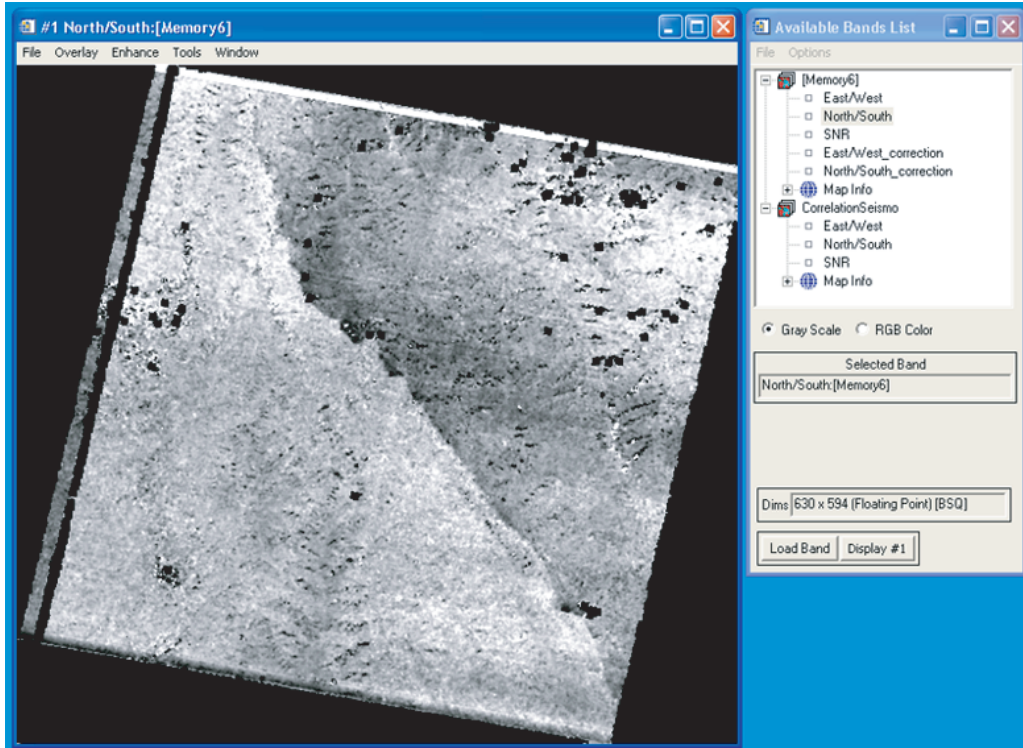 #1 North/South:[Memory6]
File Overlay Enhance Tools Window
Available Bands List
File Options
[Memory6]
East/West
North/South
SNR
East/West_correction
North/South_correction
Map Info
CorrelationSeismo
East/West
North/South
SNR
Map Info
Gray Scale RGB Color
Selected Band
North/South:[Memory6]
Dims 630 x 594 (Floating Point) [BSQ]
Load Band Display #1